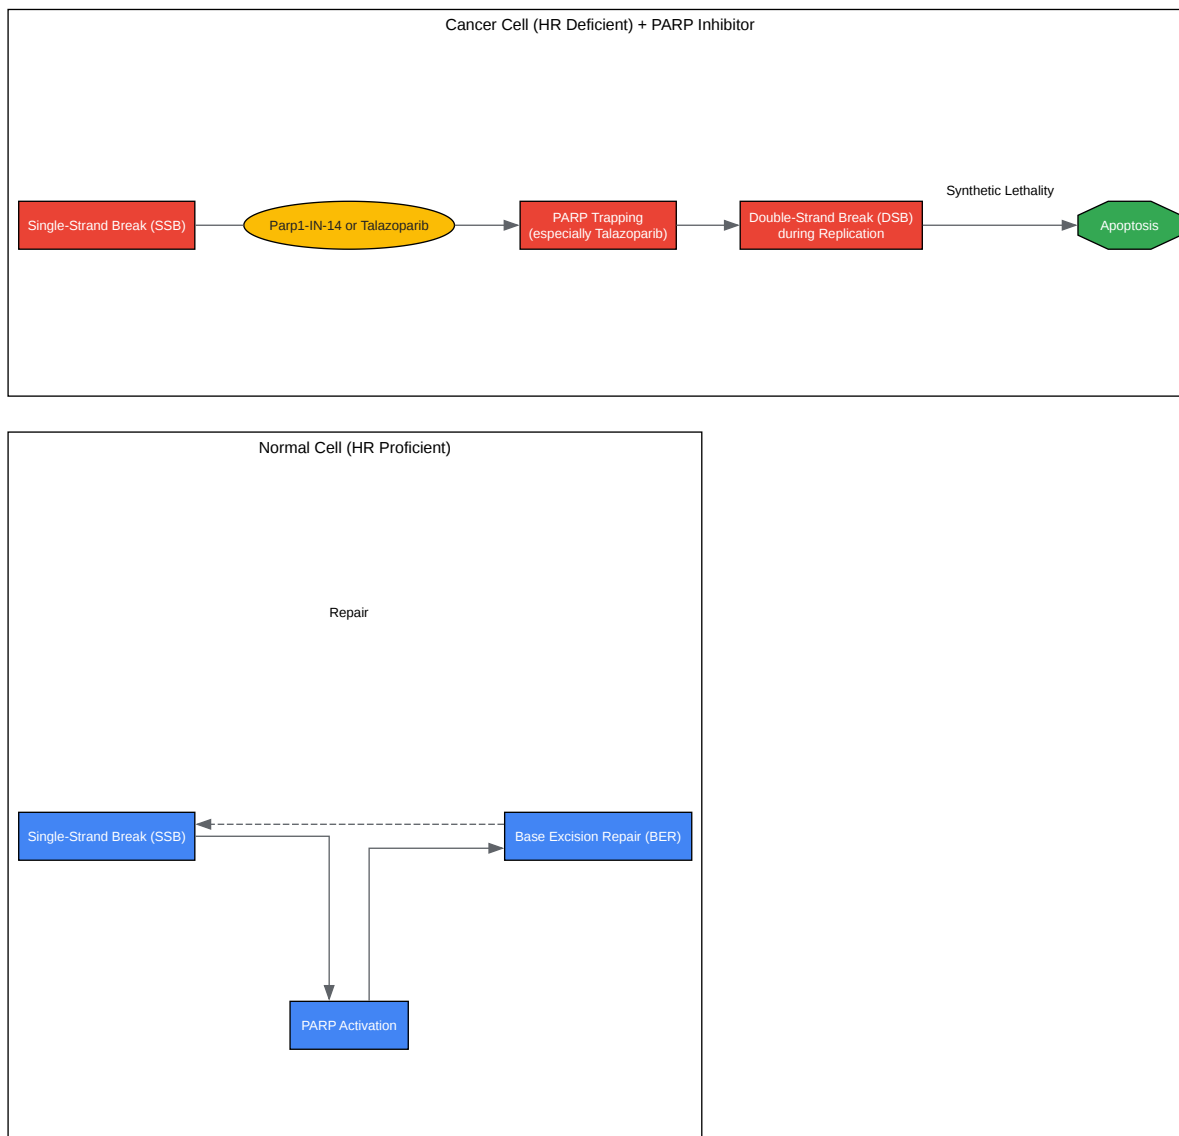 Cancer Cell (HR Deficient) + PARP Inhibitor
Synthetic Lethality
Single-Strand Break (SSB)
Parp1-IN-14 or Talazoparib
PARP Trapping
(especially Talazoparib)
Double-Strand Break (DSB)
during Replication
Apoptosis
Normal Cell (HR Proficient)
Repair
Single-Strand Break (SSB)
Base Excision Repair (BER)
PARP Activation